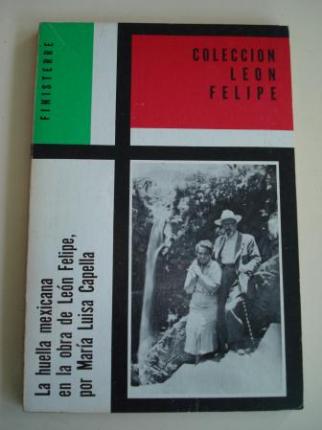 FINISTERRE
COLECCION
LEON
FELIPE
La huella mexicana
en la obra de León Felipe,
por María Luisa Capella